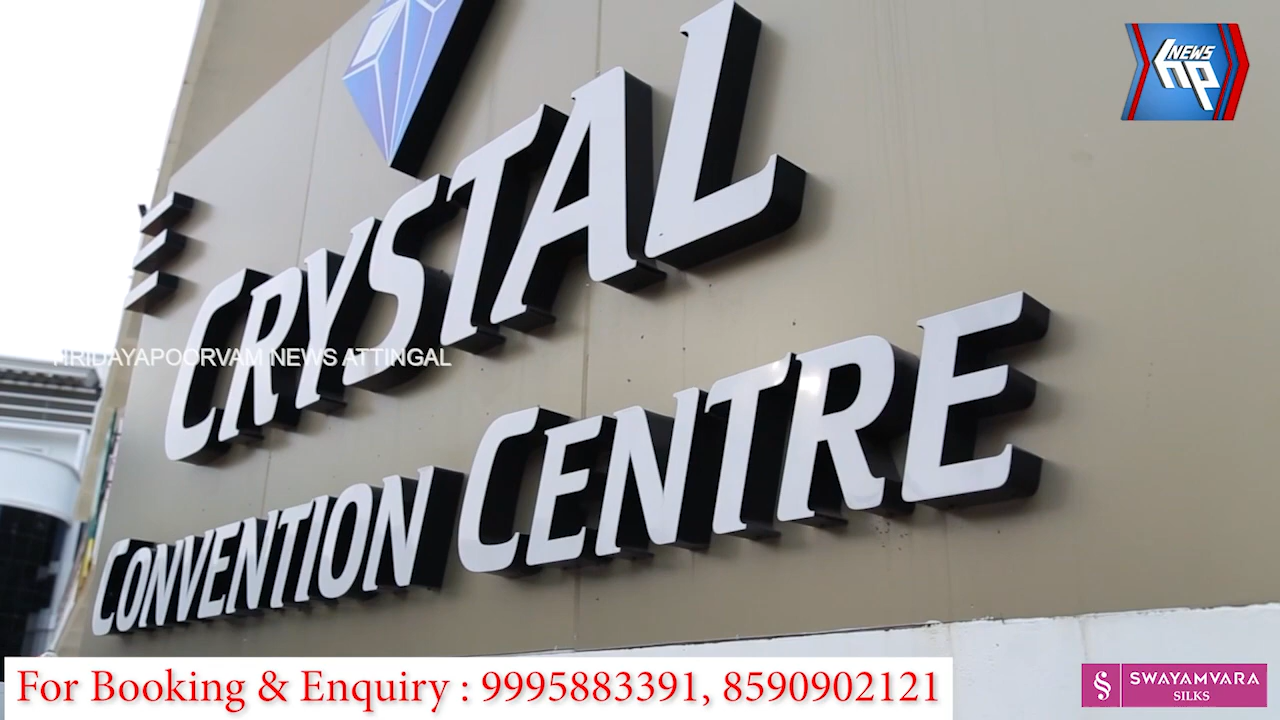 NEWS
hp
CRYSTAL
HRIDAYAPOORVAM NEWS ATTINGAL
CONVENTION CENTRE
For Booking & Enquiry : 9995883391, 8590902121
SWAYAMVARA
SILKS